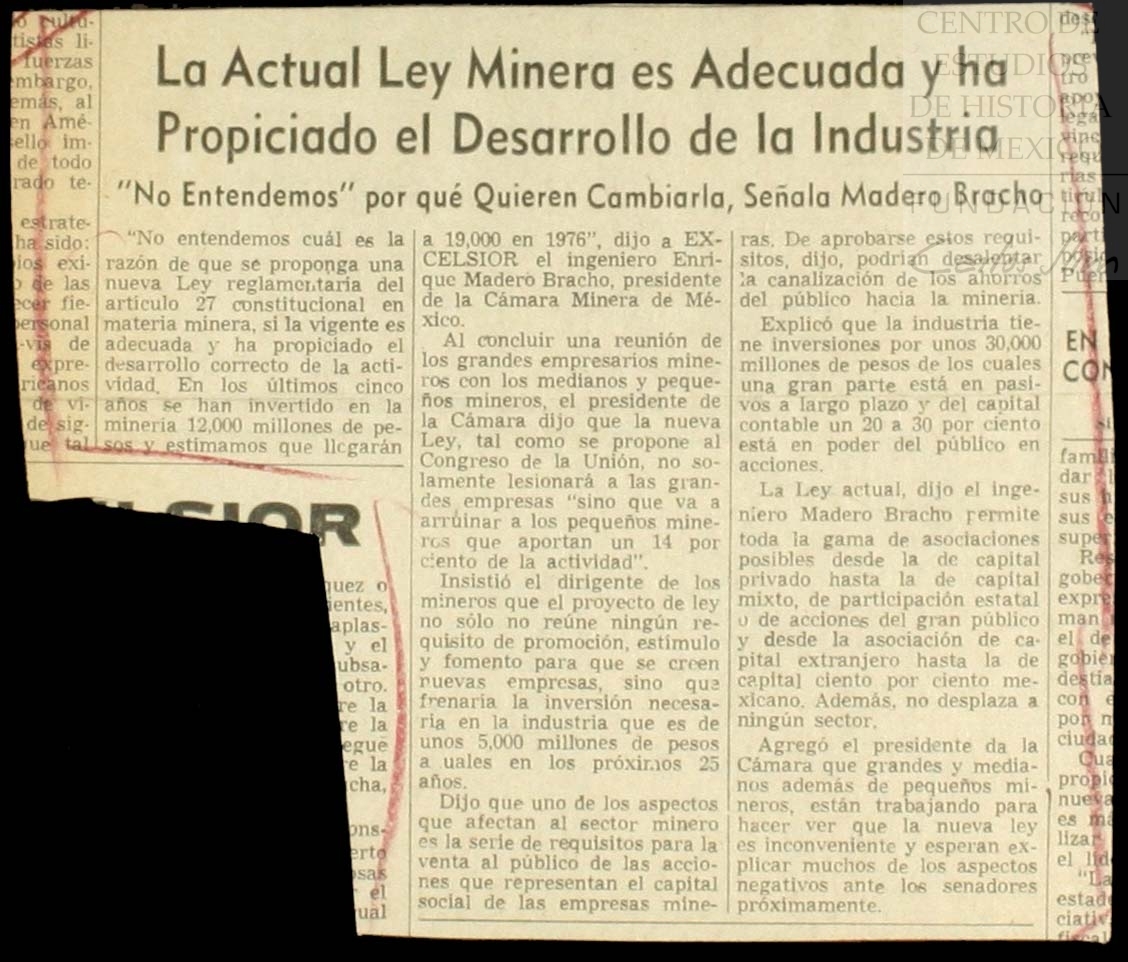 La Actual Ley Minera es Adecuada y ha
Propiciado el Desarrollo de la Industria
"No Entendemos" por qué Quieren Cambiarla, Señala Madero Bracho
"No entendemos cuál es la
razón de que se proponga una
nueva Ley reglamentaria del
artículo 27 constitucional en
materia minera, si la vigente es
adecuada y ha propiciado el
desarrollo correcto de la acti-
vidad. En los últimos cinco
años se han invertido en la
minería 12,000 millones de pe-
sos y estimamos que llegarán
a 19,000 en 1976", dijo a EX-
CELSIOR el ingeniero Enri-
que Madero Bracho, presidente
de la Cámara Minera de Mé-
xico.
Al concluir una reunión de
los grandes empresarios mine-
ros con los medianos y peque-
ños mineros, el presidente de
la Cámara dijo que la nueva
Ley, tal como se propone al
Congreso de la Unión, no so-
lamente lesionará a las gran-
des empresas "sino que va a
arruinar a los pequeños mine-
ros que aportan un 14 por
ciento de la actividad".
Insistió el dirigente de los
mineros que el proyecto de ley
no sólo no reúne ningún re-
quisito de promoción, estímulo
y fomento para que se creen
nuevas empresas, sino que
frenaría la inversión necesa-
ria en la industria que es de
unos 5,000 millones de pesos
a uales en los próximos 25
años.
Dijo que uno de los aspectos
que afectan al sector minero
es la serie de requisitos para la
venta al público de las accio-
nes que representan el capital
social de las empresas mine-
ras. De aprobarse estos requi-
sitos, dijo, podrían desalentar
la canalización de los ahorros
del público hacia la minería.
Explicó que la industria tie-
ne inversiones por unos 30,000
millones de pesos de los cuales
una gran parte está en pasi-
vos a largo plazo y del capital
contable un 20 a 30 por ciento
está en poder del público en
acciones.
La Ley actual, dijo el inge-
niero Madero Bracho permite
toda la gama de asociaciones
posibles desde la de capital
privado hasta la de capital
mixto, de participación estatal
o de acciones del gran público
y desde la asociación de ca-
pital extranjero hasta la de
capital ciento por ciento me-
xicano. Además, no desplaza a
ningún sector.
Agregó el presidente da la
Cámara que grandes y media-
nos además de pequeños mi-
neros, están trabajando para
hacer ver que la nueva ley
es inconveniente y esperan ex-
plicar muchos de los aspectos
negativos ante los senadores
próximamente.
CENTRO DE
ESTUDIOS
DE HISTORIA
DE MEXICO
FUNDACIÓN